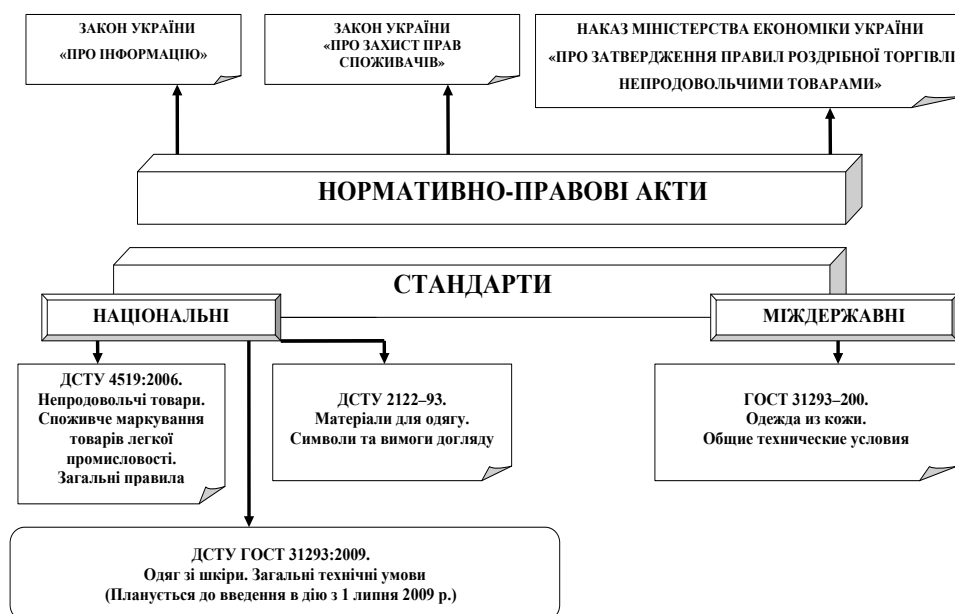 ЗАКОН УКРАЇНИ
«ПРО ІНФОРМАЦІЮ»
ЗАКОН УКРАЇНИ
«ПРО ЗАХИСТ ПРАВ
СПОЖИВАЧІВ»
НАКАЗ МІНІСТЕРСТВА ЕКОНОМІКИ УКРАЇНИ
«ПРО ЗАТВЕРДЖЕННЯ ПРАВИЛ РОЗДРІБНОЇ ТОРГІВЛІ
НЕПРОДОВОЛЬЧИМИ ТОВАРАМИ»
НОРМАТИВНО-ПРАВОВІ АКТИ
СТАНДАРТИ
НАЦІОНАЛЬНІ
МІЖДЕРЖАВНІ
ДСТУ 4519:2006.
Непродовольчі товари.
Споживче маркування
товарів легкої
промисловості.
Загальні правила
ДСТУ 2122–93.
Матеріали для одягу.
Символи та вимоги догляду
ГОСТ 31293–200.
Одежда из кожи.
Общие технические условия
ДСТУ ГОСТ 31293:2009.
Одяг зі шкіри. Загальні технічні умови
(Планується до введення в дію з 1 липня 2009 р.)